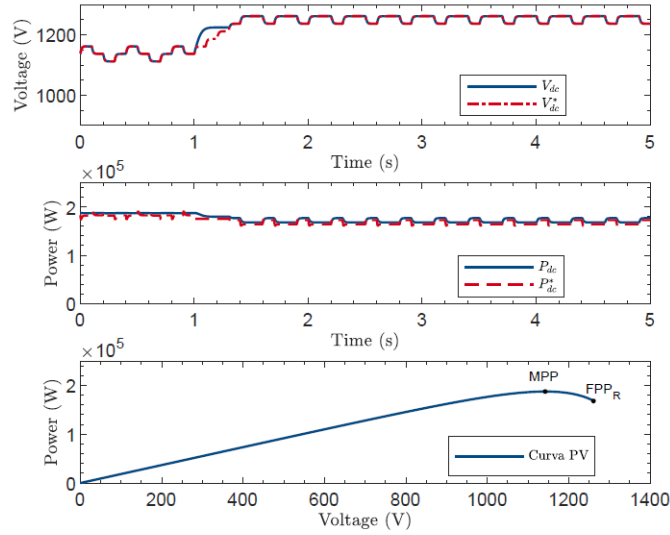 Voltage (V)
1200
1000
V_dc
V*_dc
0 1 2 3 4 5
Time (s)
× 10^5
Power (W)
2
1
0
P_dc
P*_dc
0 1 2 3 4 5
Time (s)
× 10^5
Power (W)
2
1
0
MPP
FPP_R
Curva PV
0 200 400 600 800 1000 1200 1400
Voltage (V)